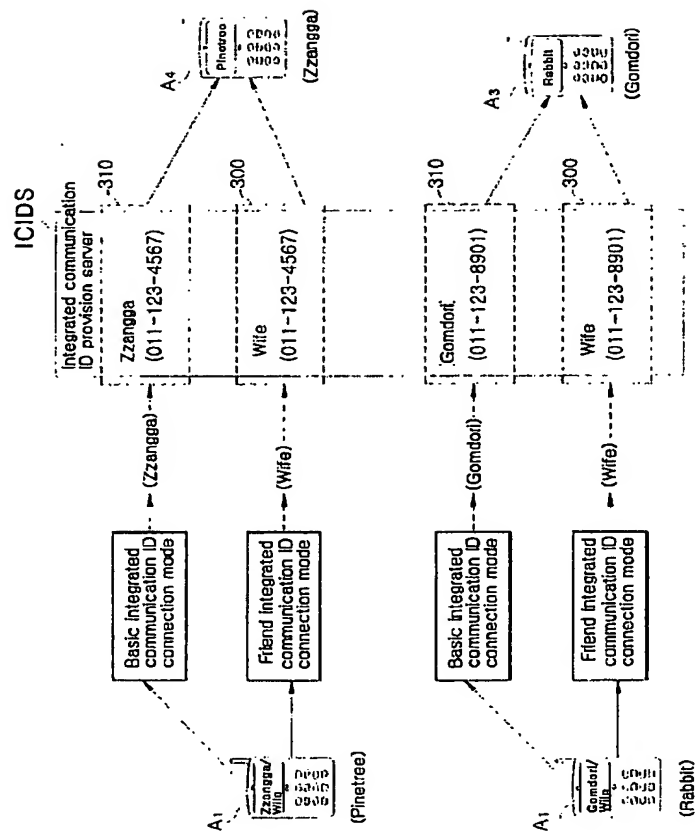 ICIDS
Integrated communication
ID provision server
310
Zzangga
(011-123-4567)
300
Wife
(011-123-4567)
310
Gomdori
(011-123-8901)
300
Wife
(011-123-8901)
A4
Pinetree
(Zzangga)
A3
Rabbit
(Gomdori)
(Zzangga)
(Wife)
(Gomdori)
(Wife)
Basic Integrated
communication ID
connection mode
Friend Integrated
communication ID
connection mode
Basic Integrated
communication ID
connection mode
Friend Integrated
communication ID
connection mode
A1
Zzangga/
Wife
(Pinetree)
A1
Gomdori/
Wife
(Rabbit)